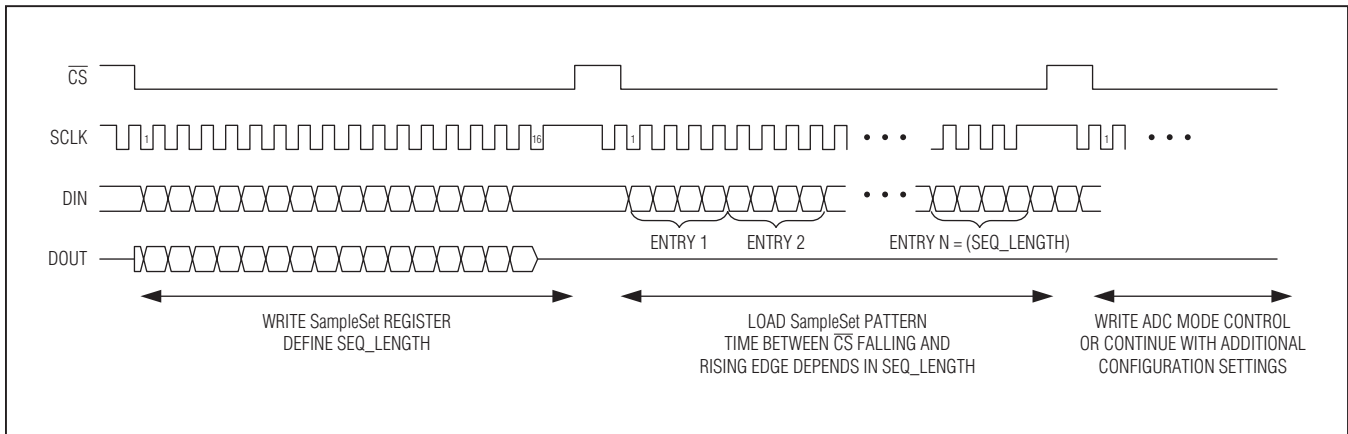 CS
SCLK
1
16
1
1
DIN
ENTRY 1
ENTRY 2
ENTRY N = (SEQ_LENGTH)
DOUT
WRITE SampleSet REGISTER
DEFINE SEQ_LENGTH
LOAD SampleSet PATTERN
TIME BETWEEN CS FALLING AND
RISING EDGE DEPENDS IN SEQ_LENGTH
WRITE ADC MODE CONTROL
OR CONTINUE WITH ADDITIONAL
CONFIGURATION SETTINGS